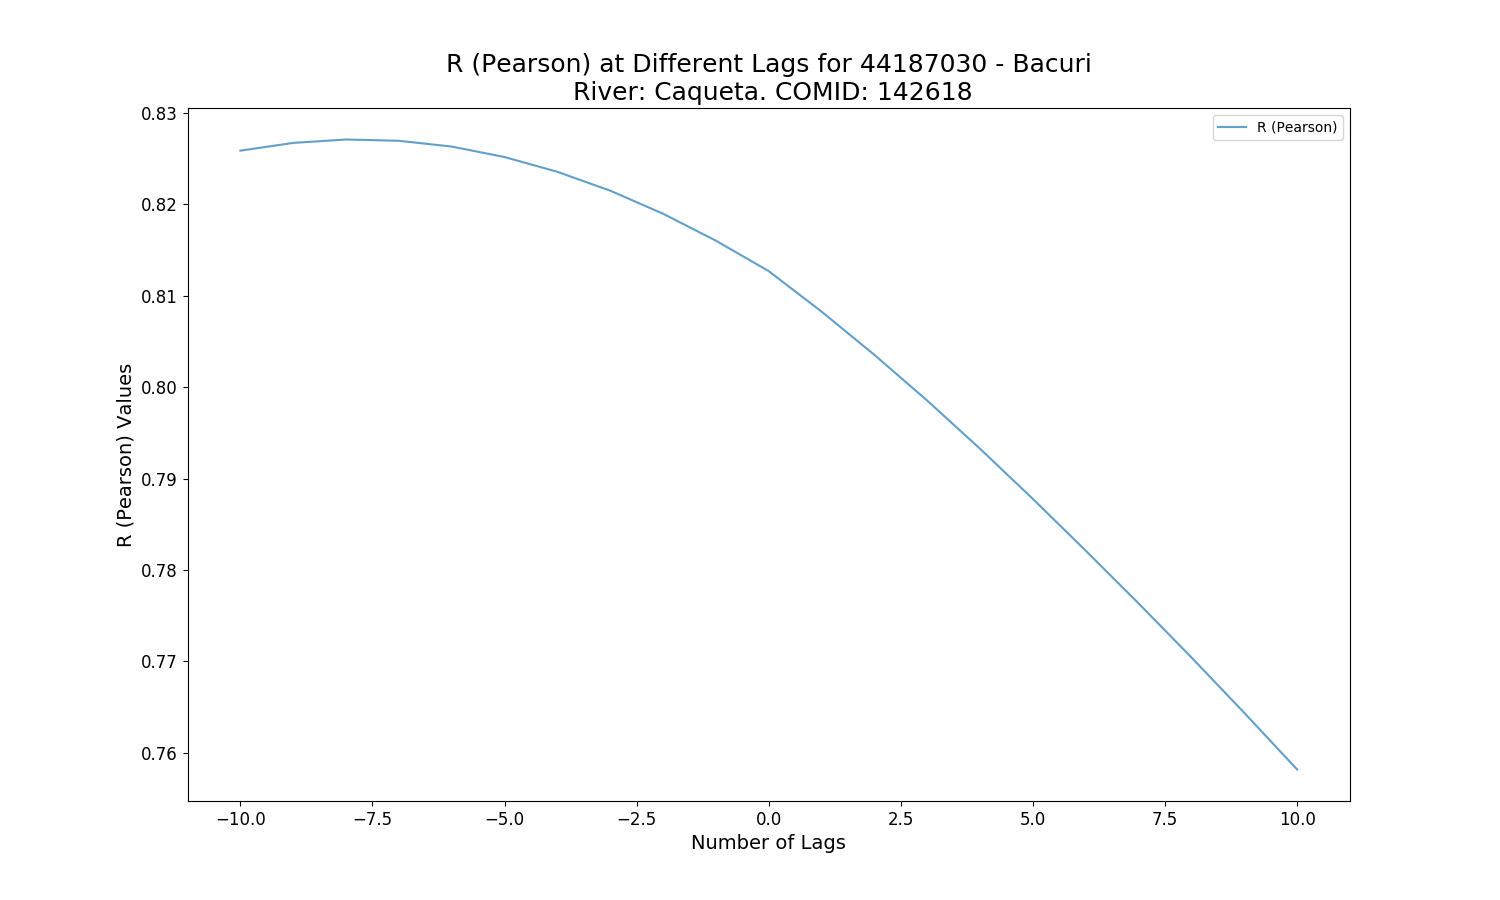 R (Pearson) at Different Lags for 44187030 - Bacuri
River: Caqueta. COMID: 142618
0.83
0.82
0.81
0.80
0.79
0.78
0.77
0.76
R (Pearson) Values
R (Pearson)
−10.0 −7.5 −5.0 −2.5 0.0 2.5 5.0 7.5 10.0
Number of Lags